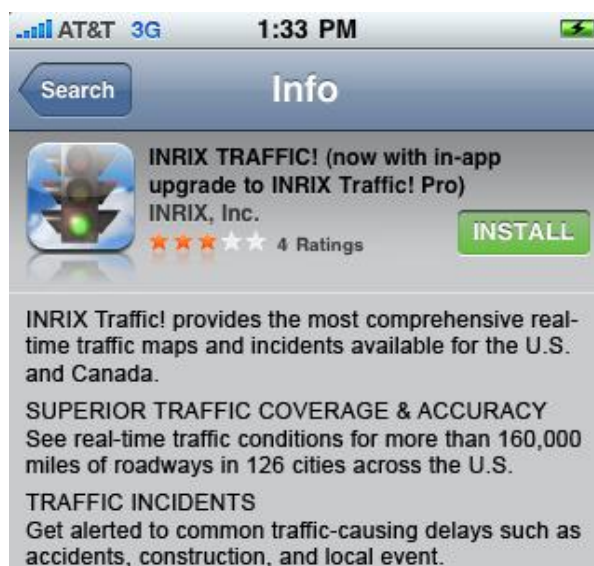 AT&T 3G 1:33 PM
Search Info
INRIX TRAFFIC! (now with in-app
upgrade to INRIX Traffic! Pro)
INRIX, Inc.
4 Ratings
INSTALL
INRIX Traffic! provides the most comprehensive real-
time traffic maps and incidents available for the U.S.
and Canada.
SUPERIOR TRAFFIC COVERAGE & ACCURACY
See real-time traffic conditions for more than 160,000
miles of roadways in 126 cities across the U.S.
TRAFFIC INCIDENTS
Get alerted to common traffic-causing delays such as
accidents, construction, and local event.